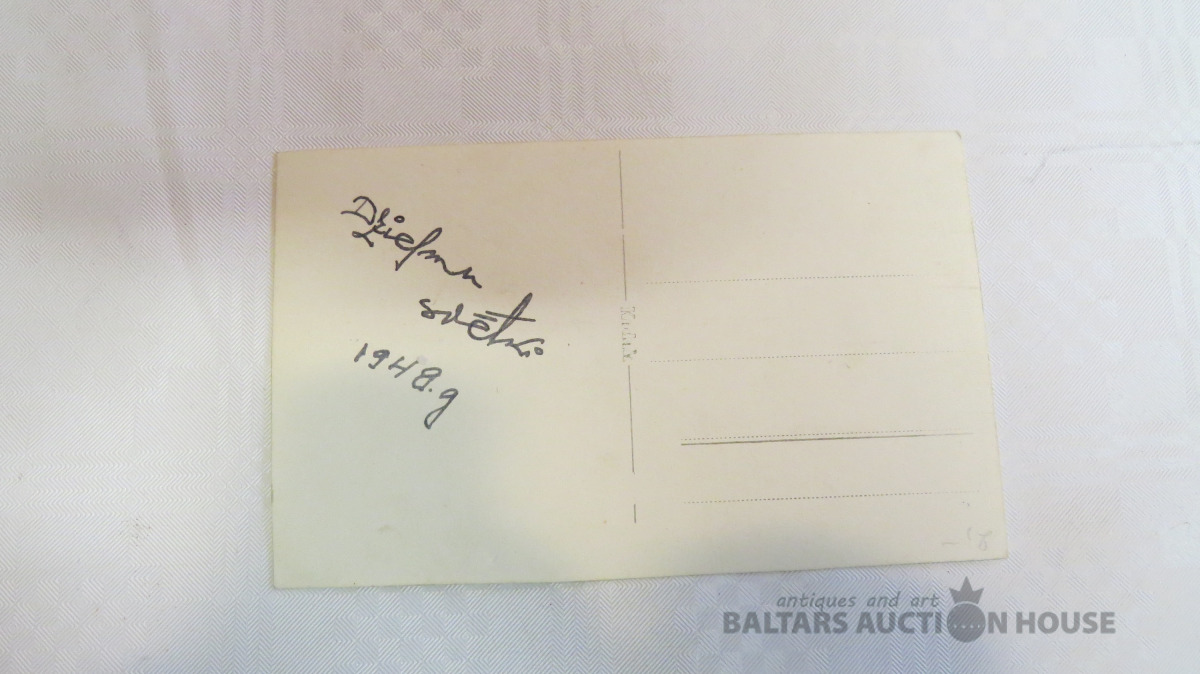 Dziesmu
svētki
1948.g
antiques and art
BALTARS AUCTION HOUSE